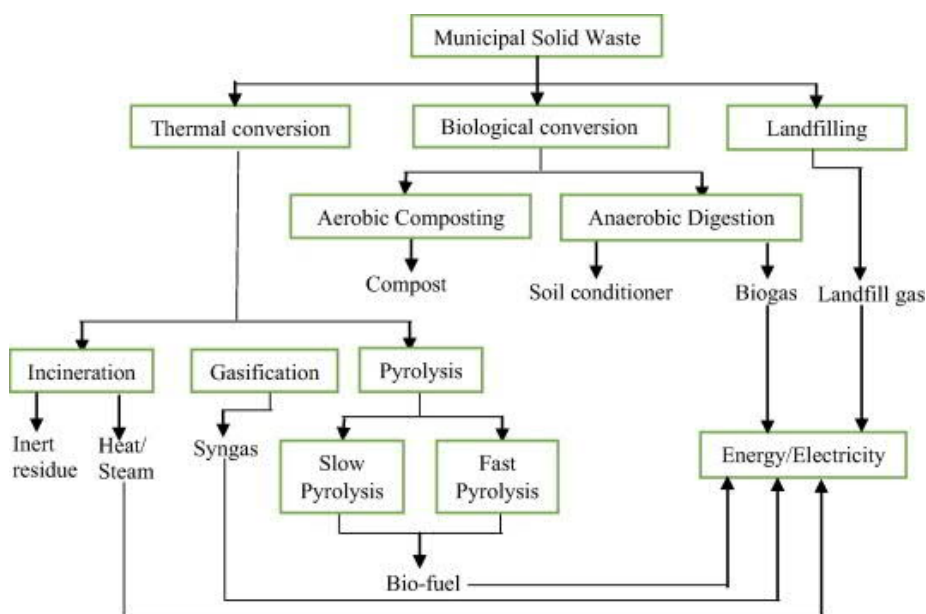 Municipal Solid Waste
Thermal conversion
Biological conversion
Landfilling
Aerobic Composting
Anaerobic Digestion
Compost
Soil conditioner
Biogas
Landfill gas
Incineration
Gasification
Pyrolysis
Inert
residue
Heat/
Steam
Syngas
Slow
Pyrolysis
Fast
Pyrolysis
Energy/Electricity
Bio-fuel